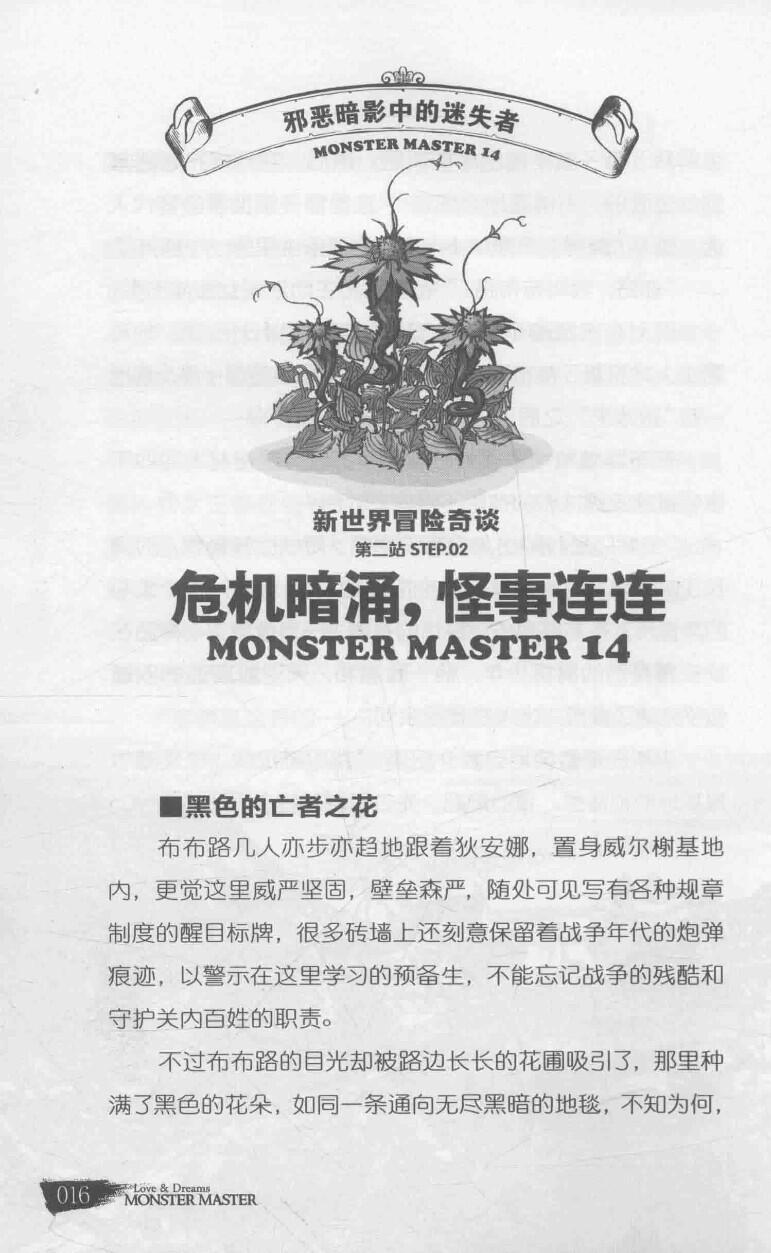 邪恶暗影中的迷失者
MONSTER MASTER 14
新世界冒险奇谈
第二站 STEP.02
危机暗涌，怪事连连
MONSTER MASTER 14
■黑色的亡者之花
布布路几人亦步亦趋地跟着狄安娜，置身威尔榭基地
内，更觉这里威严坚固，壁垒森严，随处可见写有各种规章
制度的醒目标牌，很多砖墙上还刻意保留着战争年代的炮弹
痕迹，以警示在这里学习的预备生，不能忘记战争的残酷和
守护关内百姓的职责。
不过布布路的目光却被路边长长的花圃吸引了，那里种
满了黑色的花朵，如同一条通向无尽黑暗的地毯，不知为何，
016
Love & Dreams
MONSTER MASTER